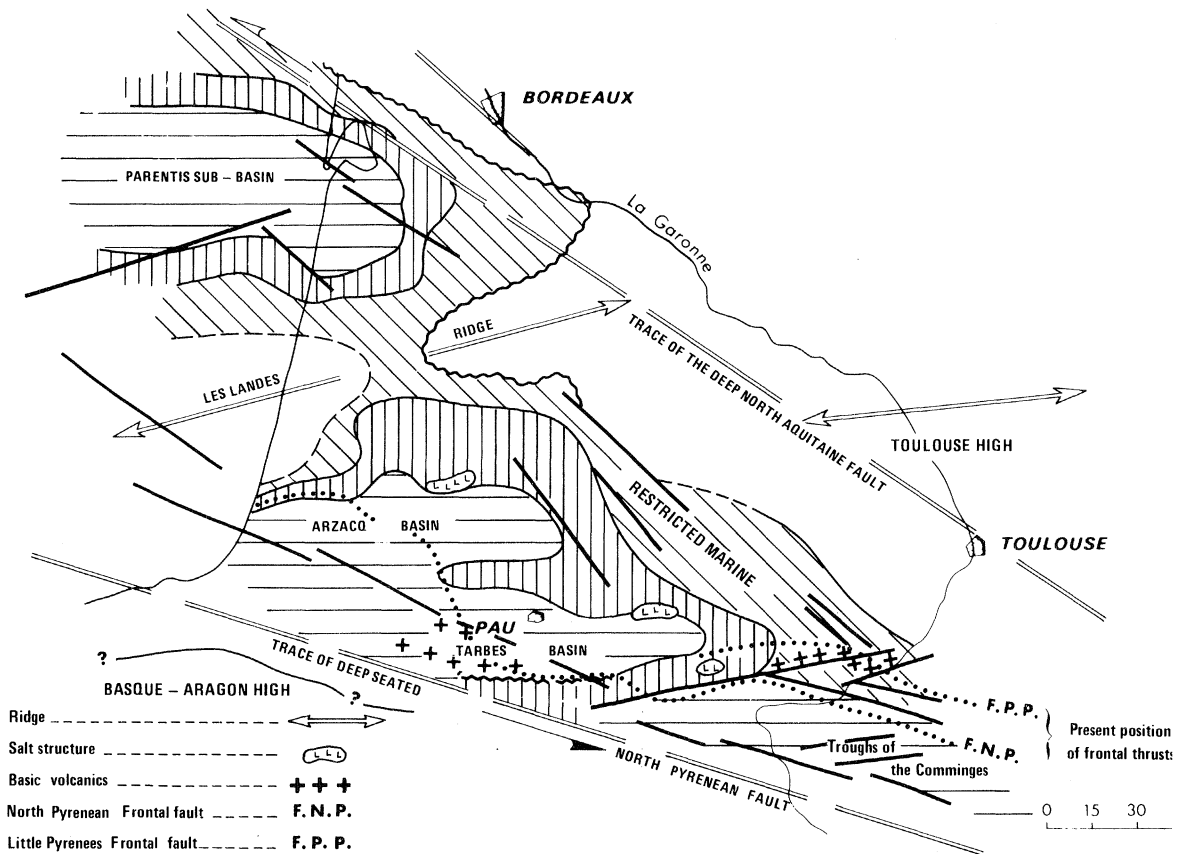 BORDEAUX
PARENTIS SUB – BASIN
La Garonne
RIDGE
TRACE OF THE DEEP NORTH AQUITAINE FAULT
LES LANDES
TOULOUSE HIGH
RESTRICTED MARINE
ARZACQ BASIN
TOULOUSE
PAU
TARBES BASIN
TRACE OF DEEP SEATED
NORTH PYRENEAN FAULT
?
BASQUE – ARAGON HIGH
?
F.P.P.
F.N.P.
Present position
of frontal thrusts
Troughs of
the Comminges
Ridge
Salt structure
L L L
Basic volcanics
+ + +
North Pyrenean Frontal fault F.N.P.
Little Pyrenees Frontal fault F.P.P.
0 15 30